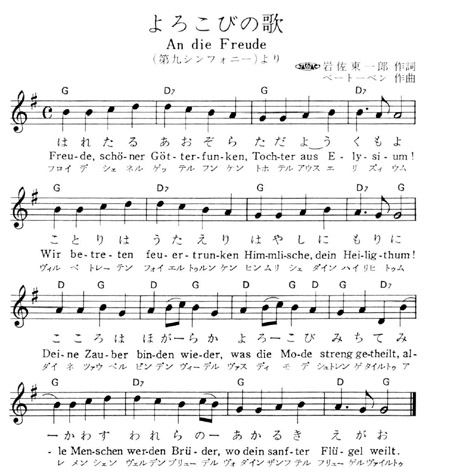 よろこびの歌
An die Freude
(第九シンフォニー)より
岩佐東一郎 作詞
ベートーベン 作曲
G D7 G D7
はれたる あおぞら ただよう くもよ
Freu-de, schö-ner Göt-ter-fun-ken, Toch-ter aus E - ly-si-um!
フロイ デ シェ ネル ゲッ テル フン ケン トホ テル アウス エ リ ズィ ウム
G D7 G D7 G
ことりは うたえり はやしに もりに
Wir be-tre-ten feu-er-trunken Him-mli-sche, dein Hei-lig-thum!
ヴィル ベ トレー テン フォイ エル トゥルン ケン ヒン ムリ シェ ダイン ハイ リヒ トゥム
D G D G D G A D
こころは ほがーらか よろーこび みちてみ
Dei-ne Zau-ber bin-den wie-der, was die Mo-de streng ge-theilt, al-
ダイ ネ ツァウ ベル ビン デン ヴィー デル ヴァス ディ モ デ シュトレン ゲ タイルトゥ ア
G D7 G D7 G
ーかわす われらのーあかるき えがお
le Men-schen wer-den Brü-der, wo dein sanf-ter Flü-gel weilt.
レ メン シェン ヴェル デン ブリュー デル ヴォ ダイン ザンフ テル フリュー ゲル ヴァイルトゥ